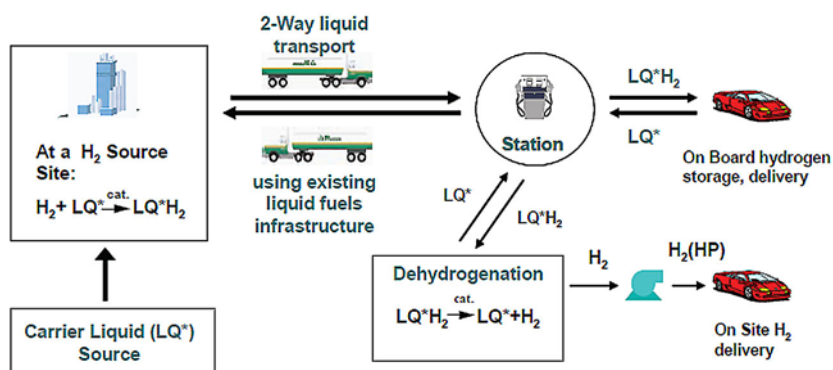 2-Way liquid
transport
using existing
liquid fuels
infrastructure
At a H₂ Source
Site:
cat.
H₂+ LQ*→LQ*H₂
Carrier Liquid (LQ*)
Source
Station
LQ*H₂
LQ*
On Board hydrogen
storage, delivery
LQ*
LQ*H₂
Dehydrogenation
cat.
LQ*H₂→LQ*+H₂
H₂
H₂(HP)
On Site H₂
delivery